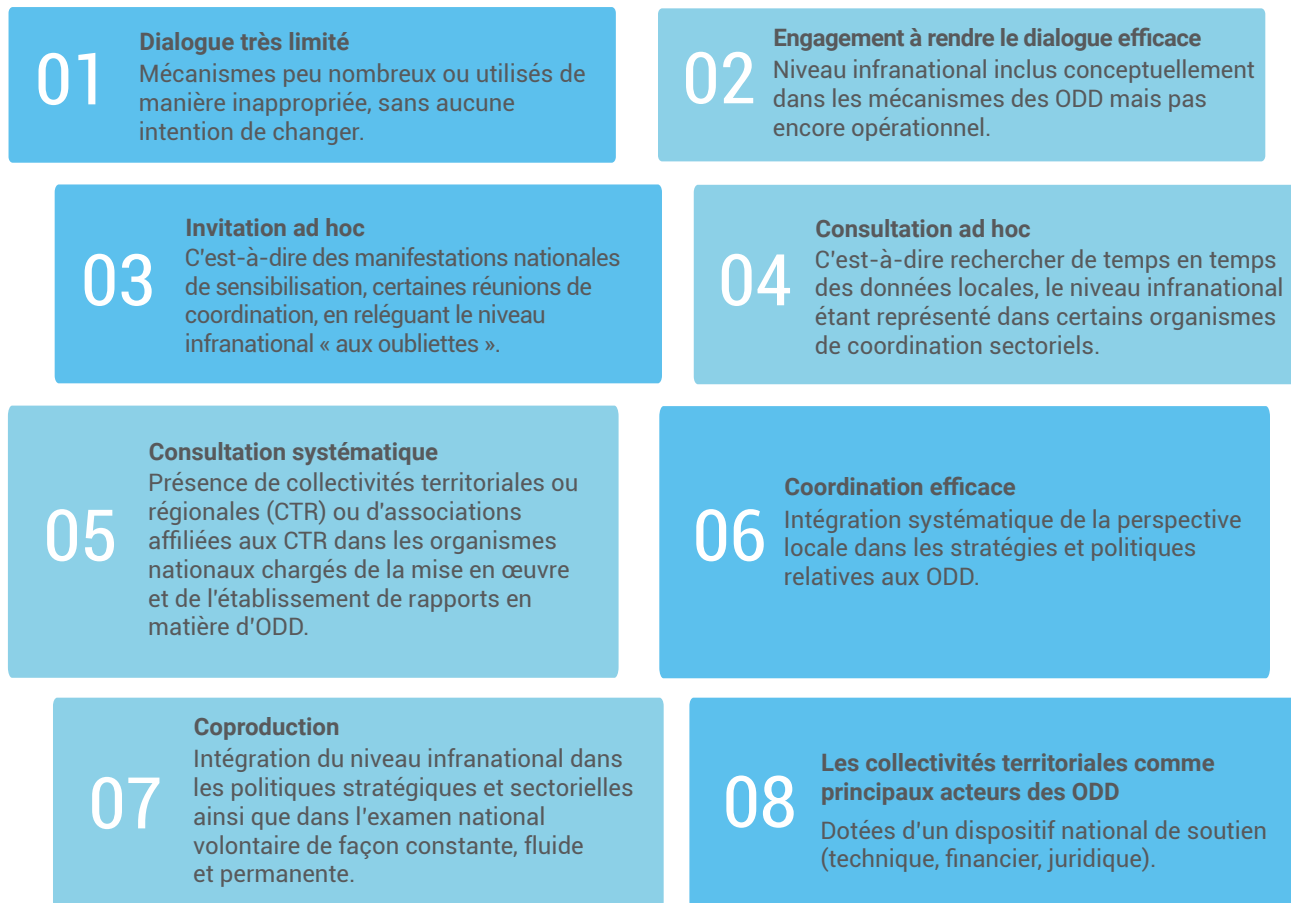 01
Dialogue très limité
Mécanismes peu nombreux ou utilisés de
manière inappropriée, sans aucune
intention de changer.
02
Engagement à rendre le dialogue efficace
Niveau infranational inclus conceptuellement
dans les mécanismes des ODD mais pas
encore opérationnel.
03
Invitation ad hoc
C'est-à-dire des manifestations nationales
de sensibilisation, certaines réunions de
coordination, en reléguant le niveau
infranational « aux oubliettes ».
04
Consultation ad hoc
C'est-à-dire rechercher de temps en temps
des données locales, le niveau infranational
étant représenté dans certains organismes
de coordination sectoriels.
05
Consultation systématique
Présence de collectivités territoriales ou
régionales (CTR) ou d'associations
affiliées aux CTR dans les organismes
nationaux chargés de la mise en œuvre
et de l'établissement de rapports en
matière d'ODD.
06
Coordination efficace
Intégration systématique de la perspective
locale dans les stratégies et politiques
relatives aux ODD.
07
Coproduction
Intégration du niveau infranational dans
les politiques stratégiques et sectorielles
ainsi que dans l'examen national
volontaire de façon constante, fluide
et permanente.
08
Les collectivités territoriales comme
principaux acteurs des ODD
Dotées d'un dispositif national de soutien
(technique, financier, juridique).